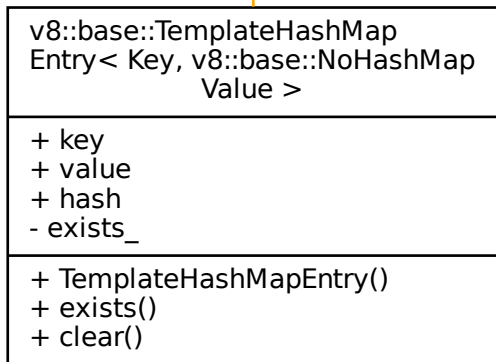 v8::base::TemplateHashMap
Entry< Key, v8::base::NoHashMap
Value >
+ key
+ value
+ hash
- exists_
+ TemplateHashMapEntry()
+ exists()
+ clear()